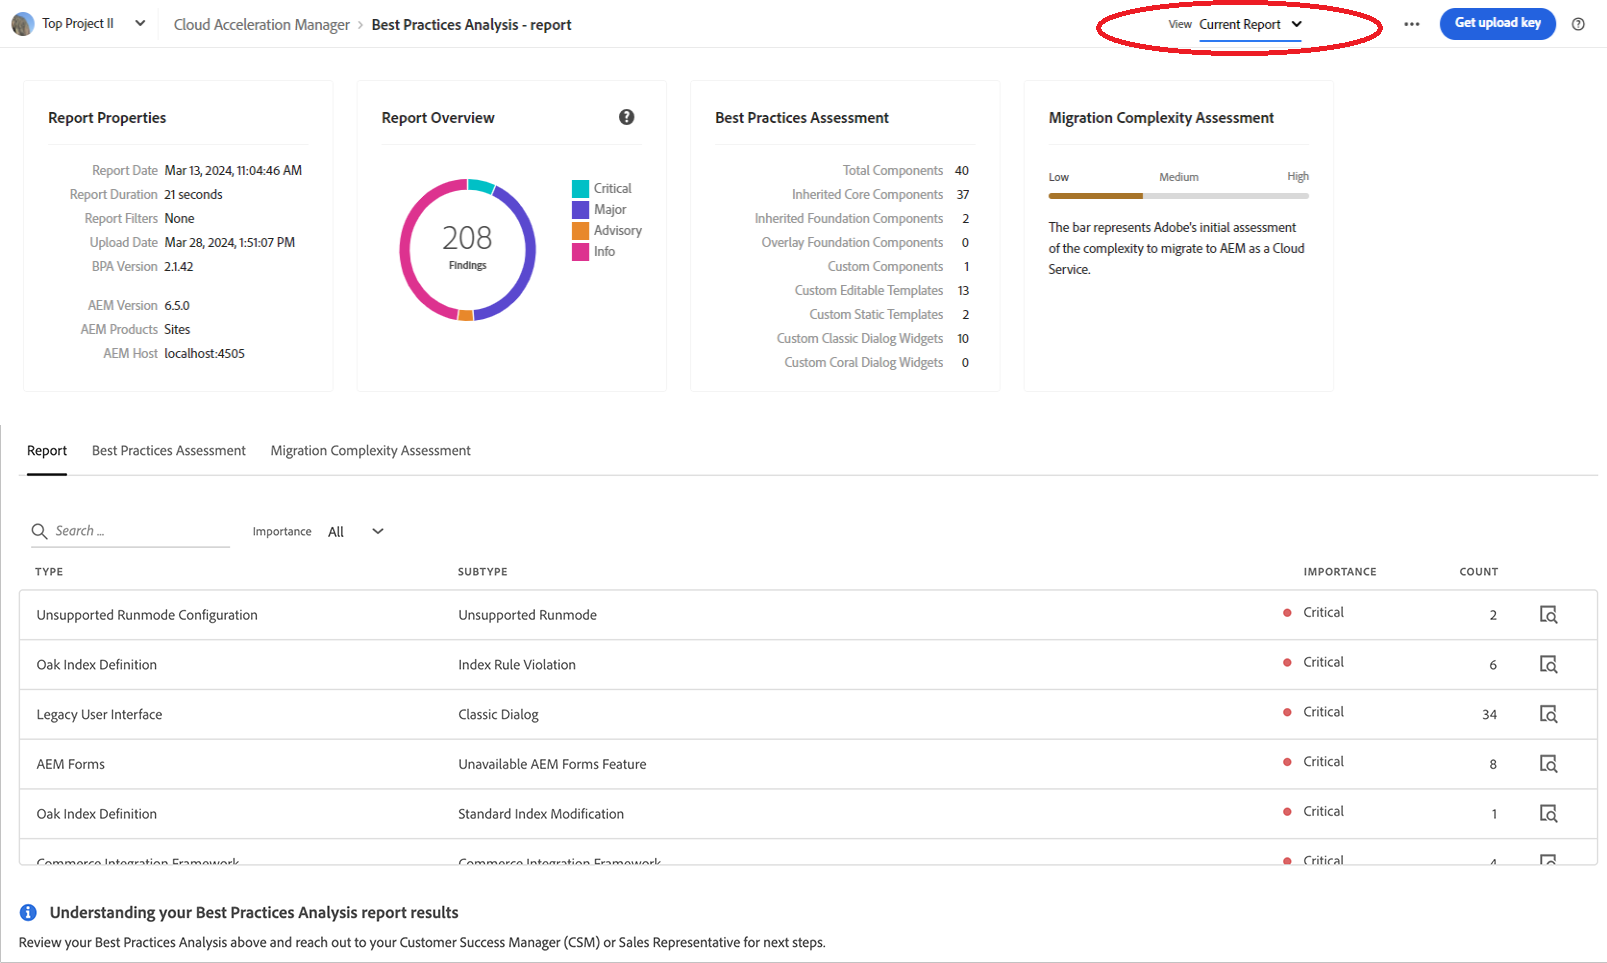 Top Project II
Cloud Acceleration Manager > Best Practices Analysis - report
View Current Report
Get upload key
Report Properties
Report Date Mar 13, 2024, 11:04:46 AM
Report Duration 21 seconds
Report Filters None
Upload Date Mar 28, 2024, 1:51:07 PM
BPA Version 2.1.42
AEM Version 6.5.0
AEM Products Sites
AEM Host localhost:4505
Report Overview
208
Findings
Critical
Major
Advisory
Info
Best Practices Assessment
Total Components 40
Inherited Core Components 37
Inherited Foundation Components 2
Overlay Foundation Components 0
Custom Components 1
Custom Editable Templates 13
Custom Static Templates 2
Custom Classic Dialog Widgets 10
Custom Coral Dialog Widgets 0
Migration Complexity Assessment
Low Medium High
The bar represents Adobe's initial assessment
of the complexity to migrate to AEM as a Cloud
Service.
Report Best Practices Assessment Migration Complexity Assessment
Search ...
Importance All
TYPE SUBTYPE IMPORTANCE COUNT
Unsupported Runmode Configuration Unsupported Runmode Critical 2
Oak Index Definition Index Rule Violation Critical 6
Legacy User Interface Classic Dialog Critical 34
AEM Forms Unavailable AEM Forms Feature Critical 8
Oak Index Definition Standard Index Modification Critical 1
Commerce Integration Framework Commerce Integration Framework Critical 4
Understanding your Best Practices Analysis report results
Review your Best Practices Analysis above and reach out to your Customer Success Manager (CSM) or Sales Representative for next steps.